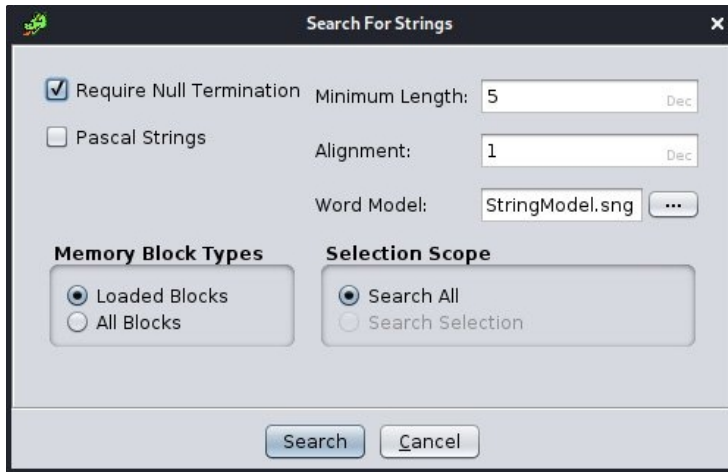 Search For Strings
Require Null Termination
Minimum Length: 5 Dec
Pascal Strings
Alignment: 1 Dec
Word Model: StringModel.sng ...
Memory Block Types
Loaded Blocks
All Blocks
Selection Scope
Search All
Search Selection
Search Cancel